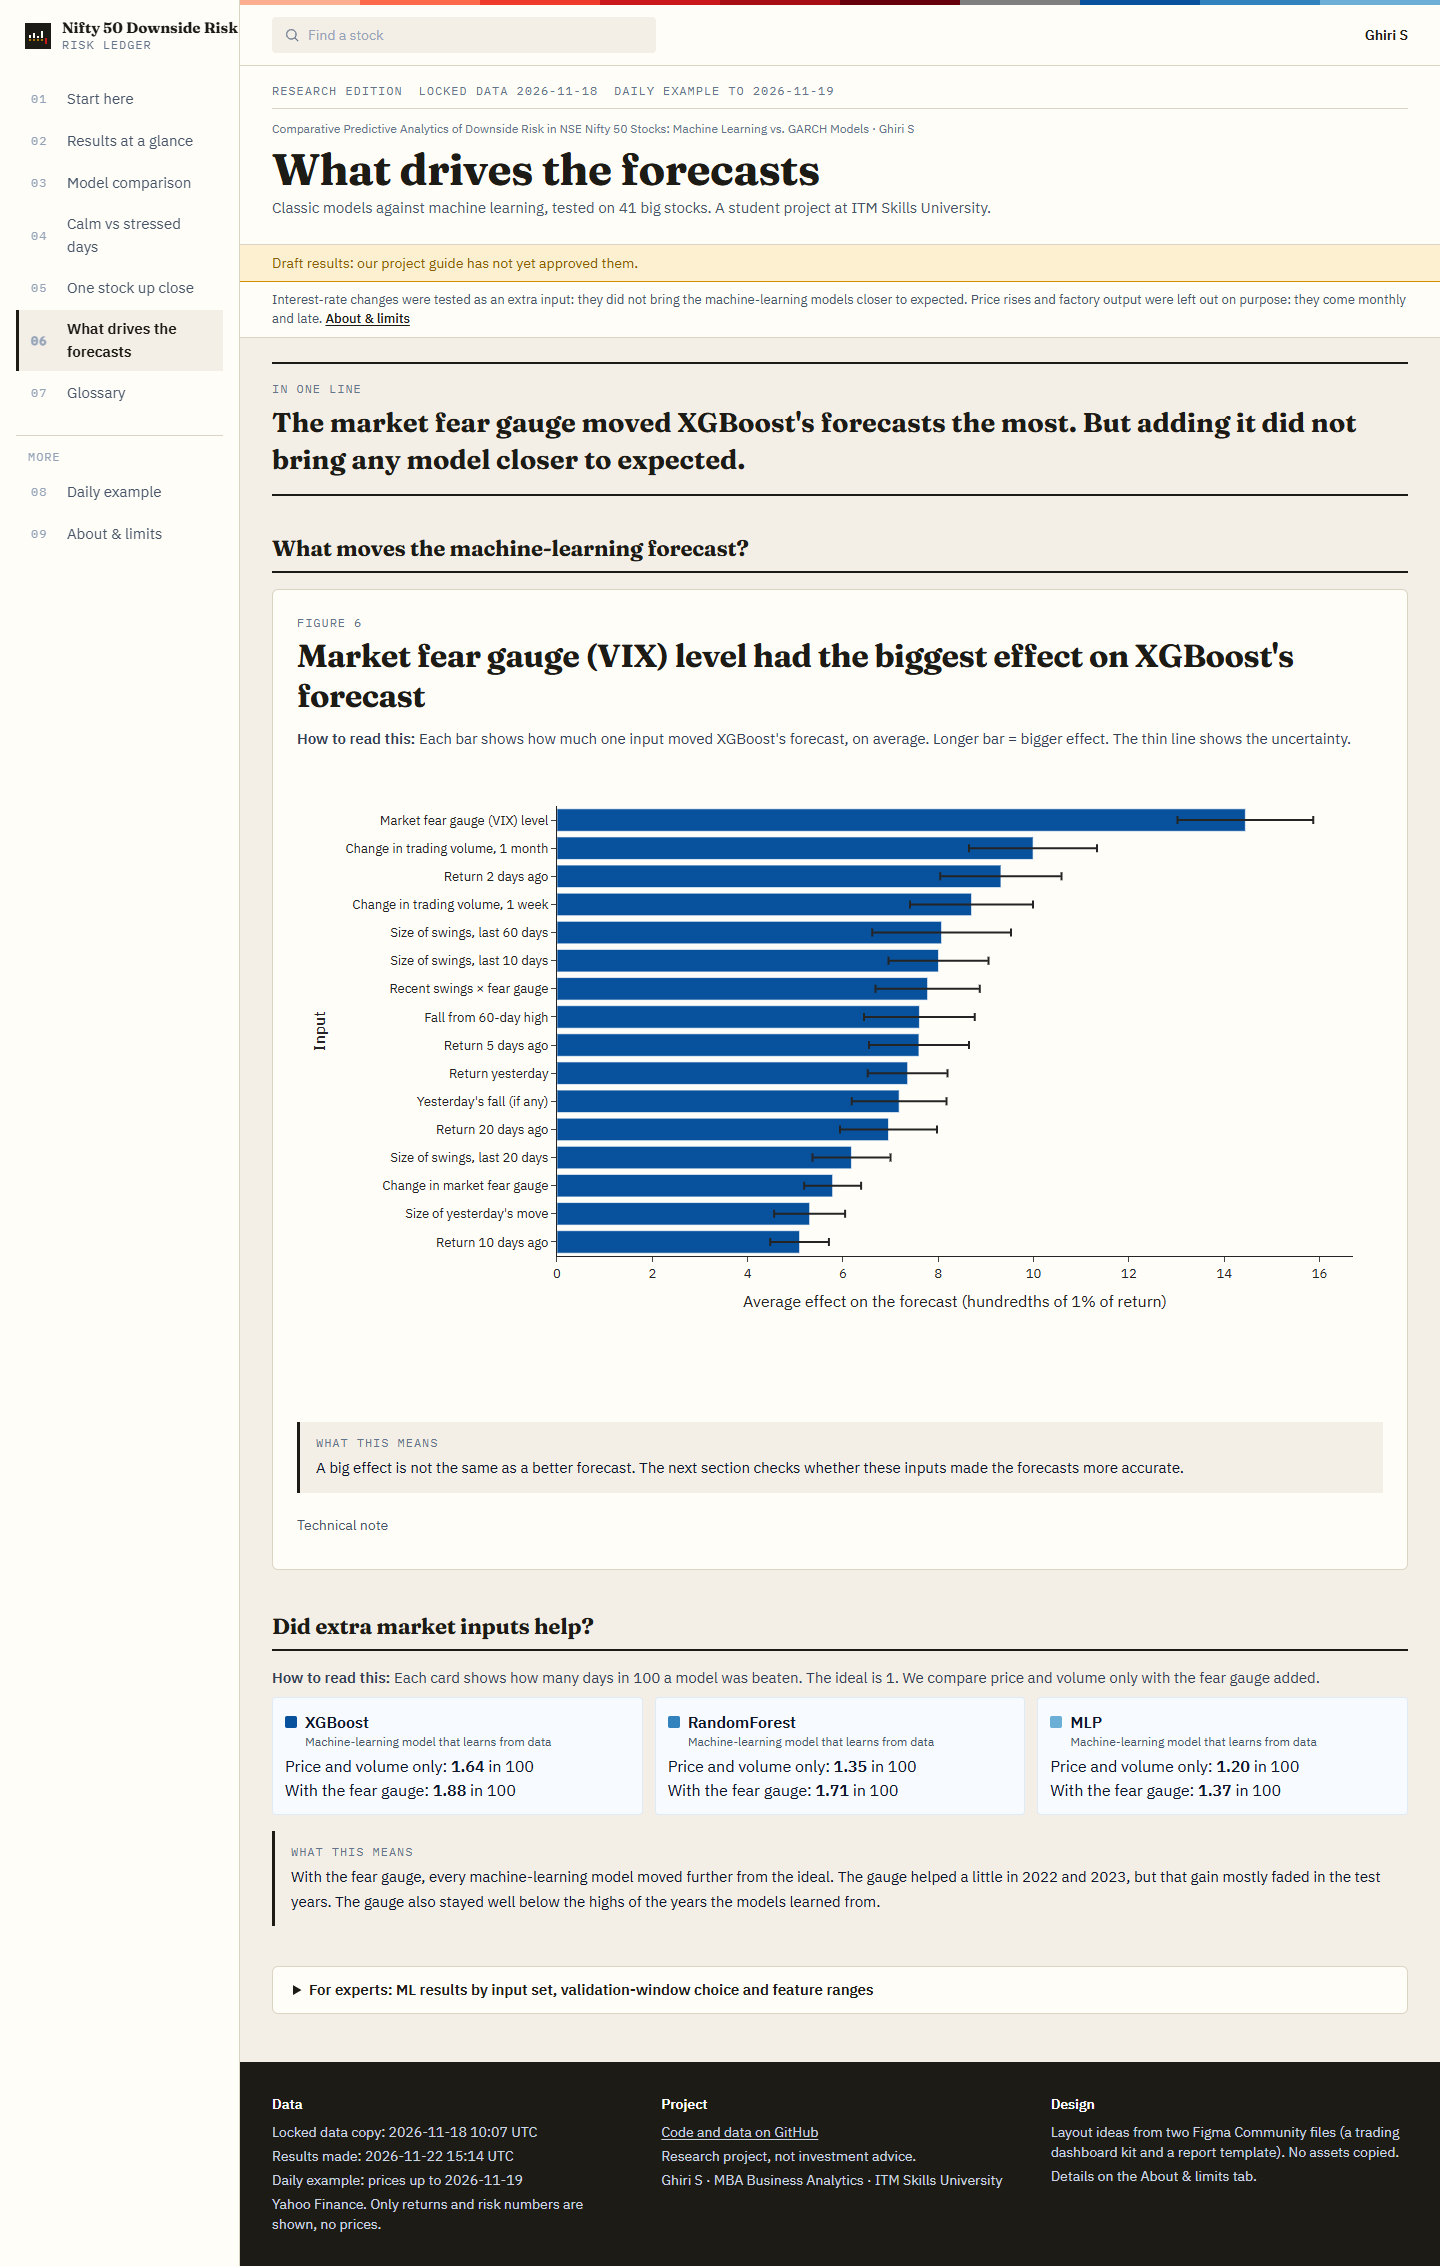 Nifty 50 Downside Risk
RISK LEDGER
01 Start here
02 Results at a glance
03 Model comparison
04 Calm vs stressed
days
05 One stock up close
06 What drives the
forecasts
07 Glossary
MORE
08 Daily example
09 About & limits
Find a stock
Ghiri S
RESEARCH EDITION LOCKED DATA 2026-11-18 DAILY EXAMPLE TO 2026-11-19
Comparative Predictive Analytics of Downside Risk in NSE Nifty 50 Stocks: Machine Learning vs. GARCH Models · Ghiri S
What drives the forecasts
Classic models against machine learning, tested on 41 big stocks. A student project at ITM Skills University.
Draft results: our project guide has not yet approved them.
Interest-rate changes were tested as an extra input: they did not bring the machine-learning models closer to expected. Price rises and factory output were left out on purpose: they come monthly
and late. About & limits
IN ONE LINE
The market fear gauge moved XGBoost's forecasts the most. But adding it did not
bring any model closer to expected.
What moves the machine-learning forecast?
FIGURE 6
Market fear gauge (VIX) level had the biggest effect on XGBoost's
forecast
How to read this: Each bar shows how much one input moved XGBoost's forecast, on average. Longer bar = bigger effect. The thin line shows the uncertainty.
Input
Market fear gauge (VIX) level
Change in trading volume, 1 month
Return 2 days ago
Change in trading volume, 1 week
Size of swings, last 60 days
Size of swings, last 10 days
Recent swings × fear gauge
Fall from 60-day high
Return 5 days ago
Return yesterday
Yesterday's fall (if any)
Return 20 days ago
Size of swings, last 20 days
Change in market fear gauge
Size of yesterday's move
Return 10 days ago
0 2 4 6 8 10 12 14 16
Average effect on the forecast (hundredths of 1% of return)
WHAT THIS MEANS
A big effect is not the same as a better forecast. The next section checks whether these inputs made the forecasts more accurate.
Technical note
Did extra market inputs help?
How to read this: Each card shows how many days in 100 a model was beaten. The ideal is 1. We compare price and volume only with the fear gauge added.
XGBoost
Machine-learning model that learns from data
Price and volume only: 1.64 in 100
With the fear gauge: 1.88 in 100
RandomForest
Machine-learning model that learns from data
Price and volume only: 1.35 in 100
With the fear gauge: 1.71 in 100
MLP
Machine-learning model that learns from data
Price and volume only: 1.20 in 100
With the fear gauge: 1.37 in 100
WHAT THIS MEANS
With the fear gauge, every machine-learning model moved further from the ideal. The gauge helped a little in 2022 and 2023, but that gain mostly faded in the test
years. The gauge also stayed well below the highs of the years the models learned from.
For experts: ML results by input set, validation-window choice and feature ranges
Data
Locked data copy: 2026-11-18 10:07 UTC
Results made: 2026-11-22 15:14 UTC
Daily example: prices up to 2026-11-19
Yahoo Finance. Only returns and risk numbers are
shown, no prices.
Project
Code and data on GitHub
Research project, not investment advice.
Ghiri S · MBA Business Analytics · ITM Skills University
Design
Layout ideas from two Figma Community files (a trading
dashboard kit and a report template). No assets copied.
Details on the About & limits tab.